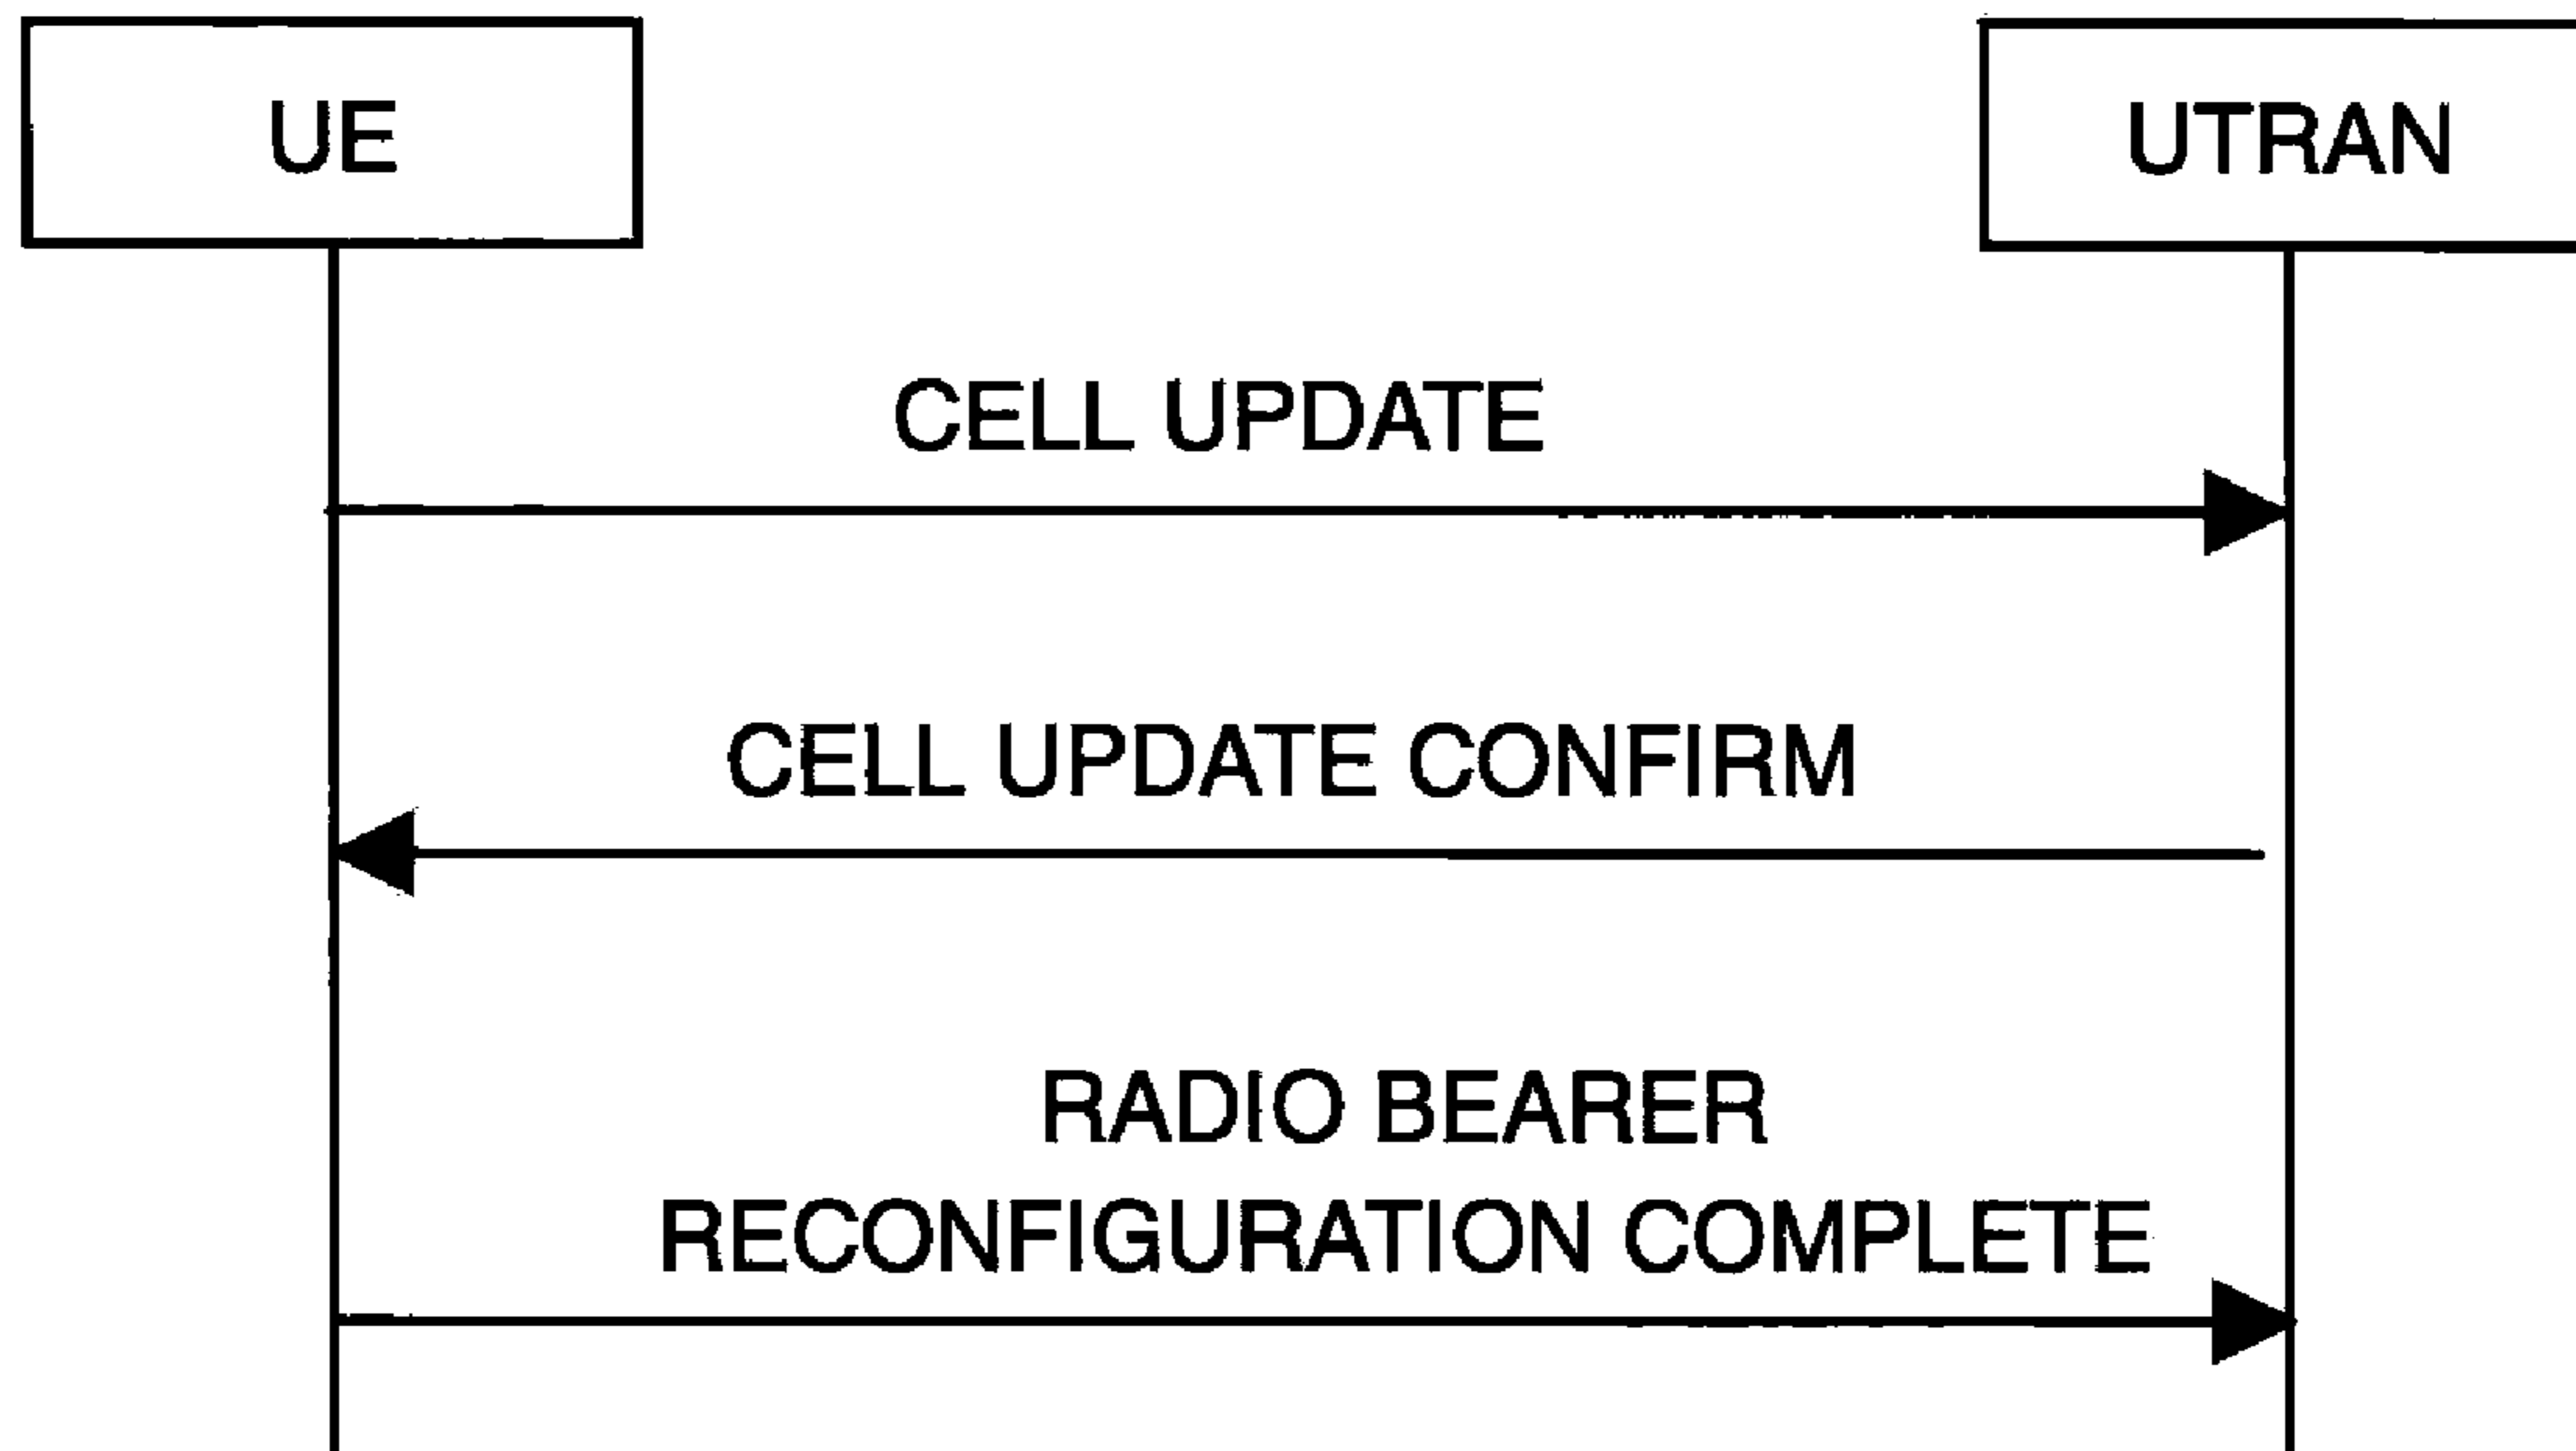 UE
UTRAN
CELL UPDATE
CELL UPDATE CONFIRM
RADIO BEARER
RECONFIGURATION COMPLETE